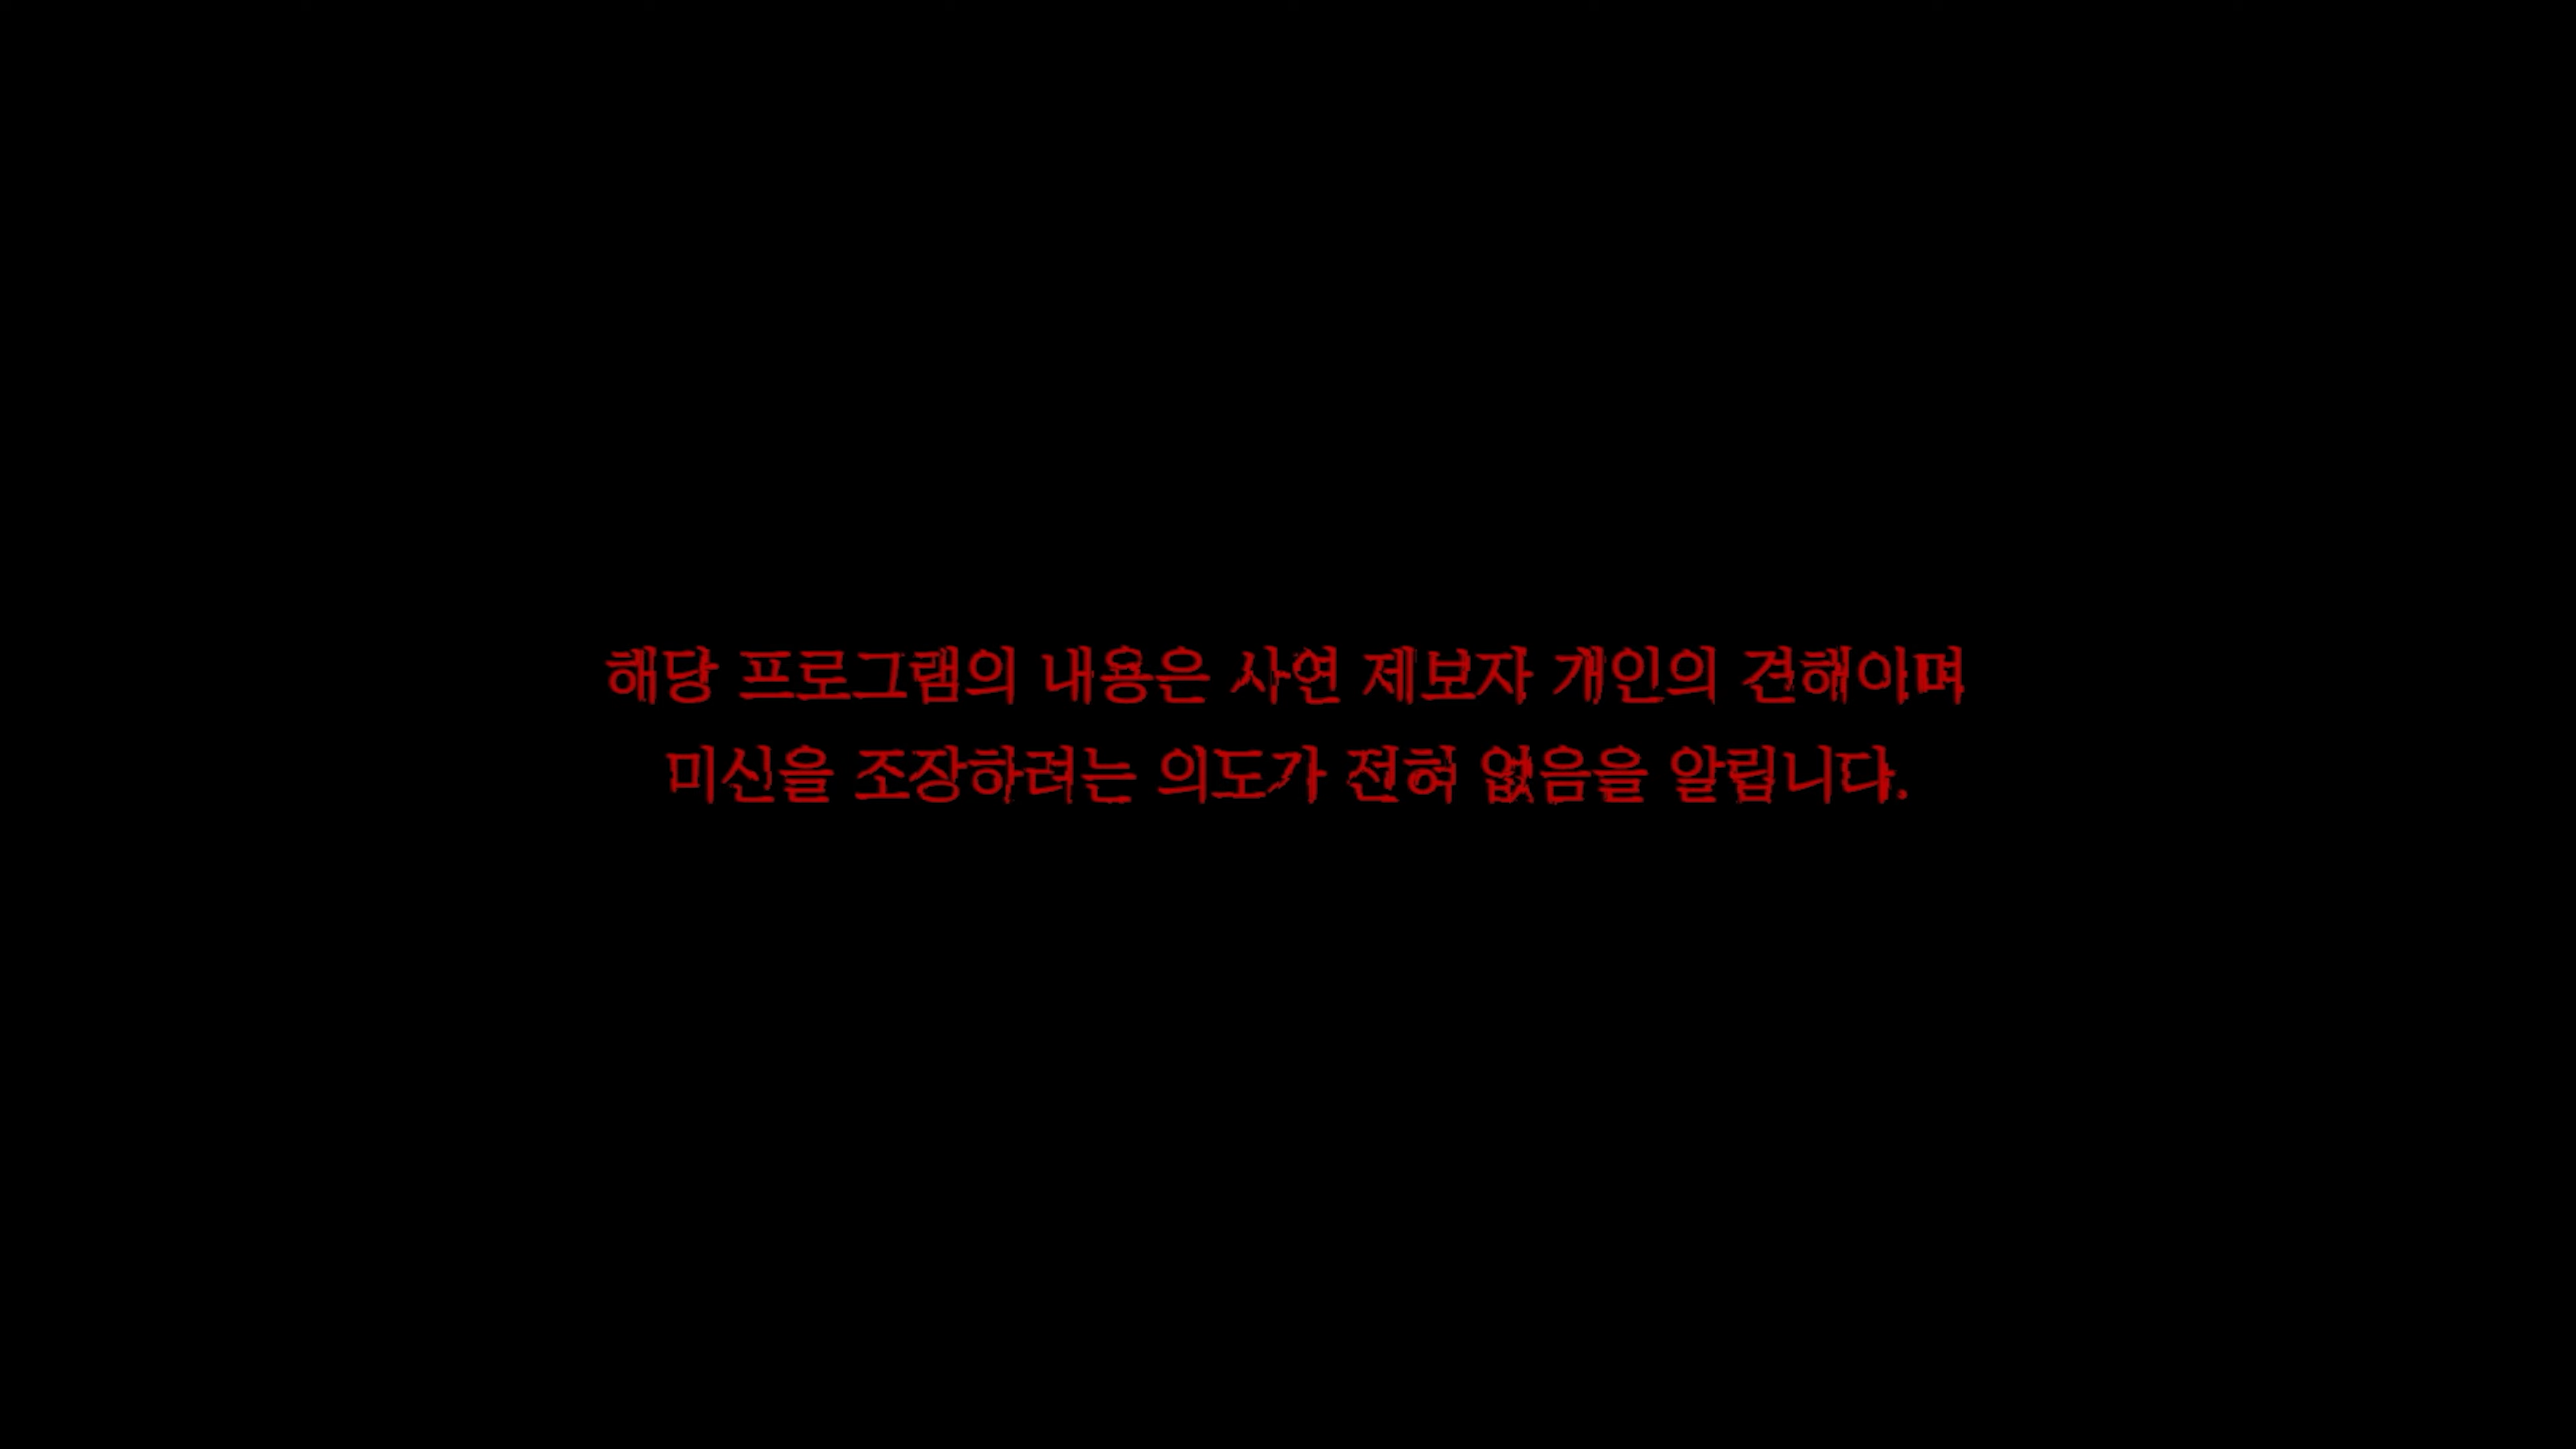 해당 프로그램의 내용은 사연 제보자 개인의 견해이며
미신을 조장하려는 의도가 전혀 없음을 알립니다.